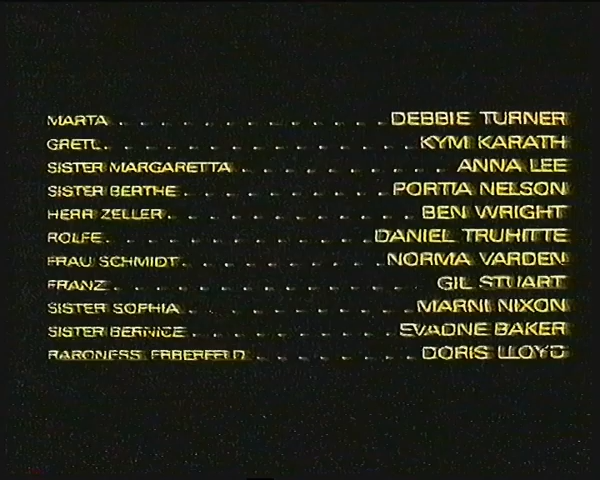 MARTA . . . . . . . . . . DEBBIE TURNER
GRETL . . . . . . . . . . . KYM KARATH
SISTER MARGARETTA . . . . . . . . ANNA LEE
SISTER BERTHE . . . . . . . . PORTIA NELSON
HERR ZELLER . . . . . . . . . BEN WRIGHT
ROLFE . . . . . . . . . . DANIEL TRUHITTE
FRAU SCHMIDT . . . . . . . . NORMA VARDEN
FRANZ . . . . . . . . . . . . GIL STUART
SISTER SOPHIA . . . . . . . . . MARNI NIXON
SISTER BERNICE . . . . . . . . EVADNE BAKER
BARONESS EBBERFELD . . . . . . DORIS LLOYD